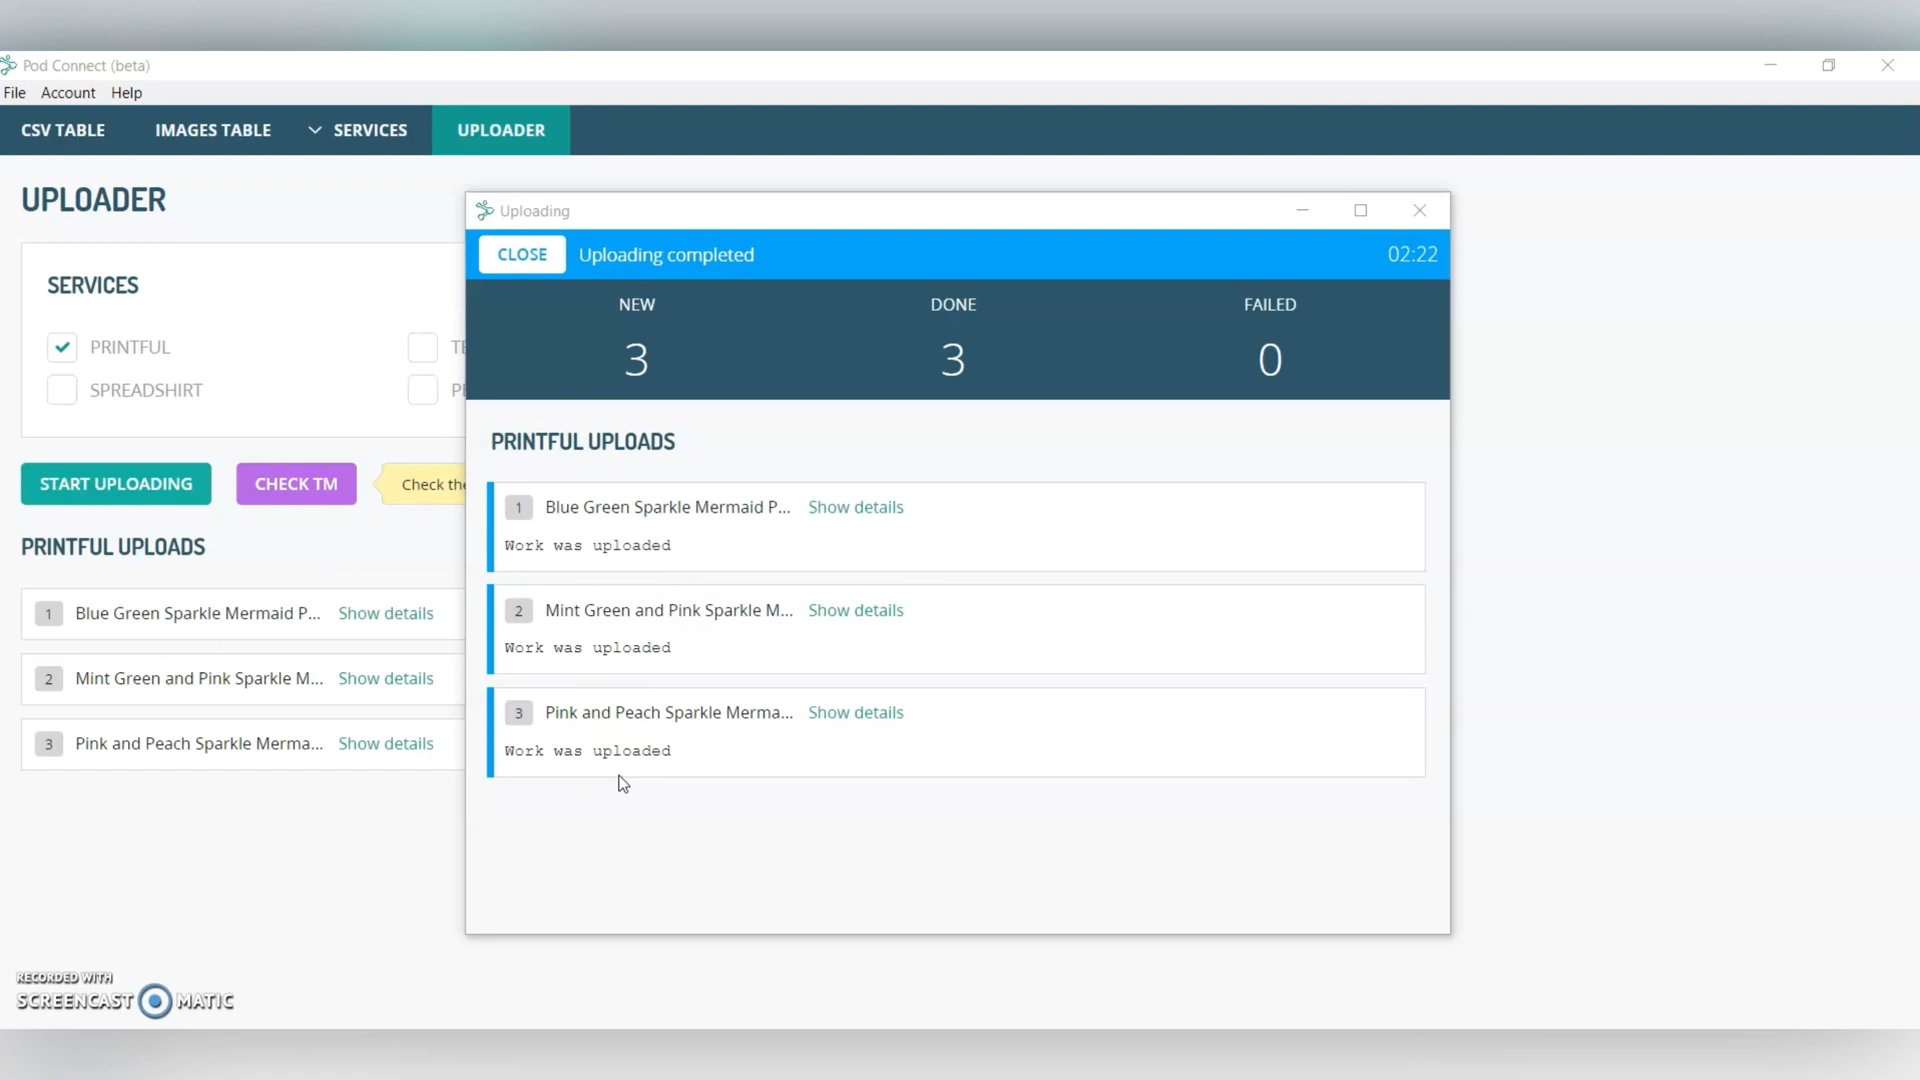 Pod Connect (beta)
File Account Help
CSV TABLE IMAGES TABLE SERVICES UPLOADER
UPLOADER
SERVICES
PRINTFUL
SPREADSHIRT
START UPLOADING CHECK TM Check the
PRINTFUL UPLOADS
1 Blue Green Sparkle Mermaid P... Show details
2 Mint Green and Pink Sparkle M... Show details
3 Pink and Peach Sparkle Merma... Show details
Uploading
CLOSE Uploading completed 02:22
NEW DONE FAILED
3 3 0
PRINTFUL UPLOADS
1 Blue Green Sparkle Mermaid P... Show details
Work was uploaded
2 Mint Green and Pink Sparkle M... Show details
Work was uploaded
3 Pink and Peach Sparkle Merma... Show details
Work was uploaded
RECORDED WITH
SCREENCAST MATIC